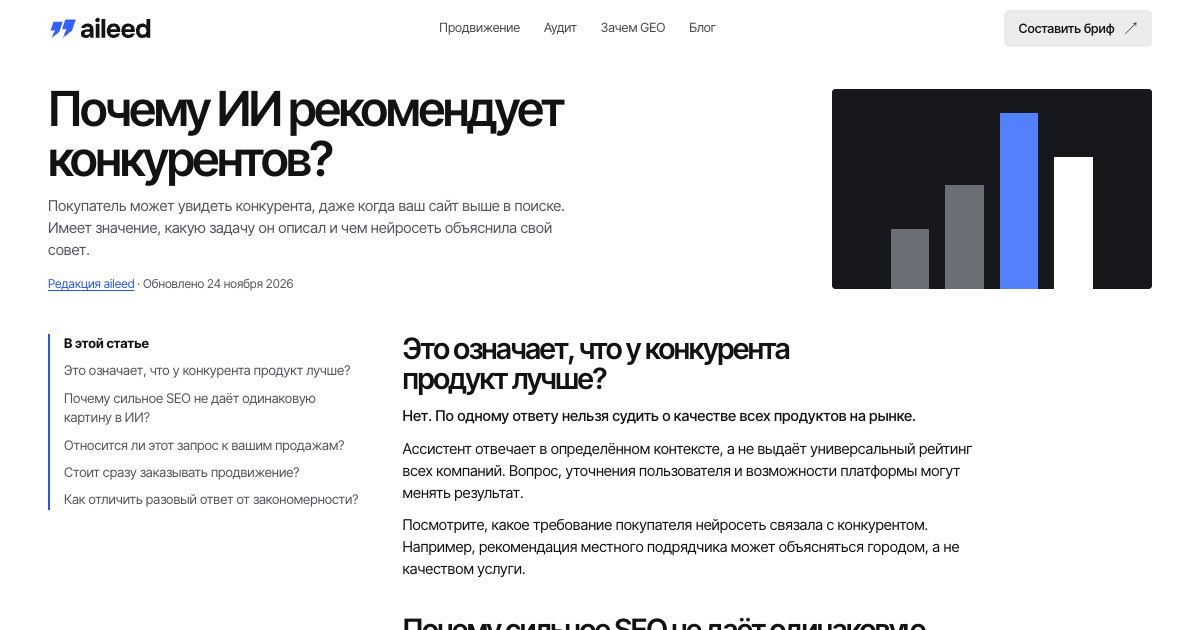 aileed
Продвижение
Аудит
Зачем GEO
Блог
Составить бриф
Почему ИИ рекомендует
конкурентов?
Покупатель может увидеть конкурента, даже когда ваш сайт выше в поиске.
Имеет значение, какую задачу он описал и чем нейросеть объяснила свой
совет.
Редакция aileed · Обновлено 24 ноября 2026
В этой статье
Это означает, что у конкурента продукт лучше?
Почему сильное SEO не даёт одинаковую
картину в ИИ?
Относится ли этот запрос к вашим продажам?
Стоит сразу заказывать продвижение?
Как отличить разовый ответ от закономерности?
Это означает, что у конкурента
продукт лучше?
Нет. По одному ответу нельзя судить о качестве всех продуктов на рынке.
Ассистент отвечает в определённом контексте, а не выдаёт универсальный рейтинг
всех компаний. Вопрос, уточнения пользователя и возможности платформы могут
менять результат.
Посмотрите, какое требование покупателя нейросеть связала с конкурентом.
Например, рекомендация местного подрядчика может объясняться городом, а не
качеством услуги.
Почему сильное SEO не даёт одинаковую